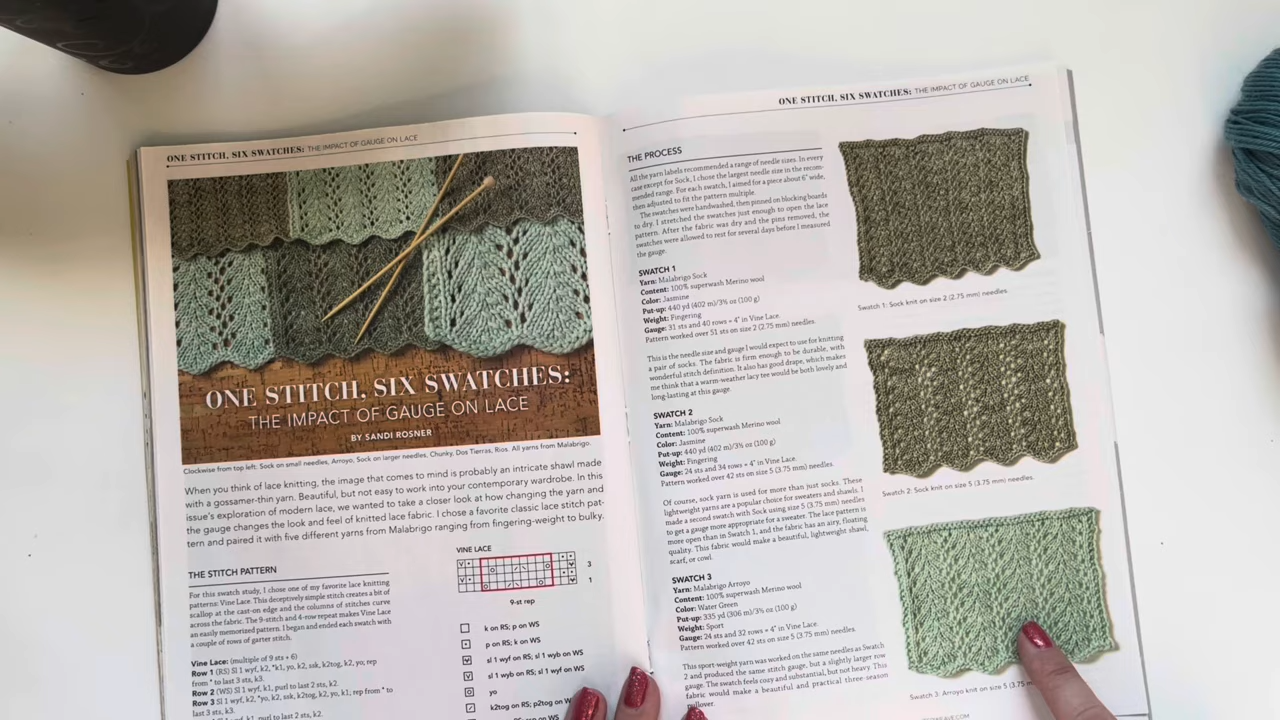 ONE STITCH, SIX SWATCHES: THE IMPACT OF GAUGE ON LACE
ONE STITCH, SIX SWATCHES:
THE IMPACT OF GAUGE ON LACE
BY SANDI ROSNER
Clockwise from top left. Sock on small needles, Arroyo, Sock on larger needles, Chunky, Dos Tierras, Rios. All yarns from Malabrigo.
When you think of lace knitting, the image that comes to mind is probably an intricate shawl made
with a gossamer-thin yarn. Beautiful, but not easy to work into your contemporary wardrobe. In this
issue's exploration of modern lace, we wanted to take a closer look at how changing the yarn and
the gauge changes the look and feel of knitted lace fabric. I chose a favorite classic lace stitch pat-
tern and paired it with five different yarns from Malabrigo ranging from fingering-weight to bulky.
THE STITCH PATTERN
For this swatch study, I chose one of my favorite lace knitting
patterns: Vine Lace. This deceptively simple stitch creates a bit of
scallop at the cast-on edge and the columns of stitches curve
across the fabric. The 9-stitch and 4-row repeat makes Vine Lace
an easily memorized pattern. I began and ended each swatch with
a couple of rows of garter stitch.
Vine Lace: (multiple of 9 sts + 6)
Row 1 (RS) Sl 1 wyf, k2, *k1, yo, k2, ssk, k2tog, k2, yo; rep
from * to last 3 sts, k3.
Row 2 (WS) Sl 1 wyf, k1, purl to last 2 sts, k2.
Row 3 Sl 1 wyf, k2, *yo, k2, ssk, k2tog, k2, yo, k1; rep from * to
last 3 sts, k3.
k1, purl to last 2 sts, k2.
VINE LACE
3
1
9-st rep
k on RS; p on WS
p on RS; k on WS
sl 1 wyf on RS; sl 1 wyb on WS
sl 1 wyb on RS; sl 1 wyf on WS
yo
k2tog on RS; p2tog on
ONE STITCH, SIX SWATCHES: THE IMPACT OF GAUGE ON LACE
THE PROCESS
All the yarn labels recommended a range of needle sizes. In every
case except for Sock, I chose the largest needle size in the recom-
mended range. For each swatch, I aimed for a piece about 6" wide,
then adjusted to fit the pattern multiple.
The swatches were handwashed, then pinned on blocking boards
to dry. I stretched the swatches just enough to open the lace
pattern. After the fabric was dry and the pins removed, the
swatches were allowed to rest for several days before I measured
the gauge.
SWATCH 1
Yarn: Malabrigo Sock
Content: 100% superwash Merino wool
Color: Jasmine
Put-up: 440 yd (402 m)/3½ oz (100 g)
Weight: Fingering
Gauge: 31 sts and 40 rows = 4" in Vine Lace.
Pattern worked over 51 sts on size 2 (2.75 mm) needles.
This is the needle size and gauge I would expect to use for knitting
a pair of socks. The fabric is firm enough to be durable, with
wonderful stitch definition. It also has good drape, which makes
me think that a warm-weather lacy tee would be both lovely and
long-lasting at this gauge.
SWATCH 2
Yarn: Malabrigo Sock
Content: 100% superwash Merino wool
Color: Jasmine
Put-up: 440 yd (402 m)/3½ oz (100 g)
Weight: Fingering
Gauge: 24 sts and 34 rows = 4" in Vine Lace.
Pattern worked over 42 sts on size 5 (3.75 mm) needles.
Of course, sock yarn is used for more than just socks. These
lightweight yarns are a popular choice for sweaters and shawls. I
made a second swatch with Sock using size 5 (3.75 mm) needles
to get a gauge more appropriate for a sweater. The lace pattern is
more open than in Swatch 1, and the fabric has an airy, floating
quality. This fabric would make a beautiful, lightweight shawl,
scarf, or cowl.
SWATCH 3
Yarn: Malabrigo Arroyo
Content: 100% superwash Merino wool
Color: Water Green
Put-up: 335 yd (306 m)/3½ oz (100 g)
Weight: Sport
Gauge: 24 sts and 32 rows = 4" in Vine Lace.
Pattern worked over 42 sts on size 5 (3.75 mm) needles.
This sport-weight yarn was worked on the same needles as Swatch
2 and produced the same stitch gauge, but a slightly larger row
gauge. The swatch feels cozy and substantial, but not heavy. This
fabric would make a beautiful and practical three-season
pullover.
Swatch 1: Sock knit on size 2 (2.75 mm) needles.
Swatch 2: Sock knit on size 5 (3.75 mm) needles.
Swatch 3: Arroyo knit on size 5 (3.75 m